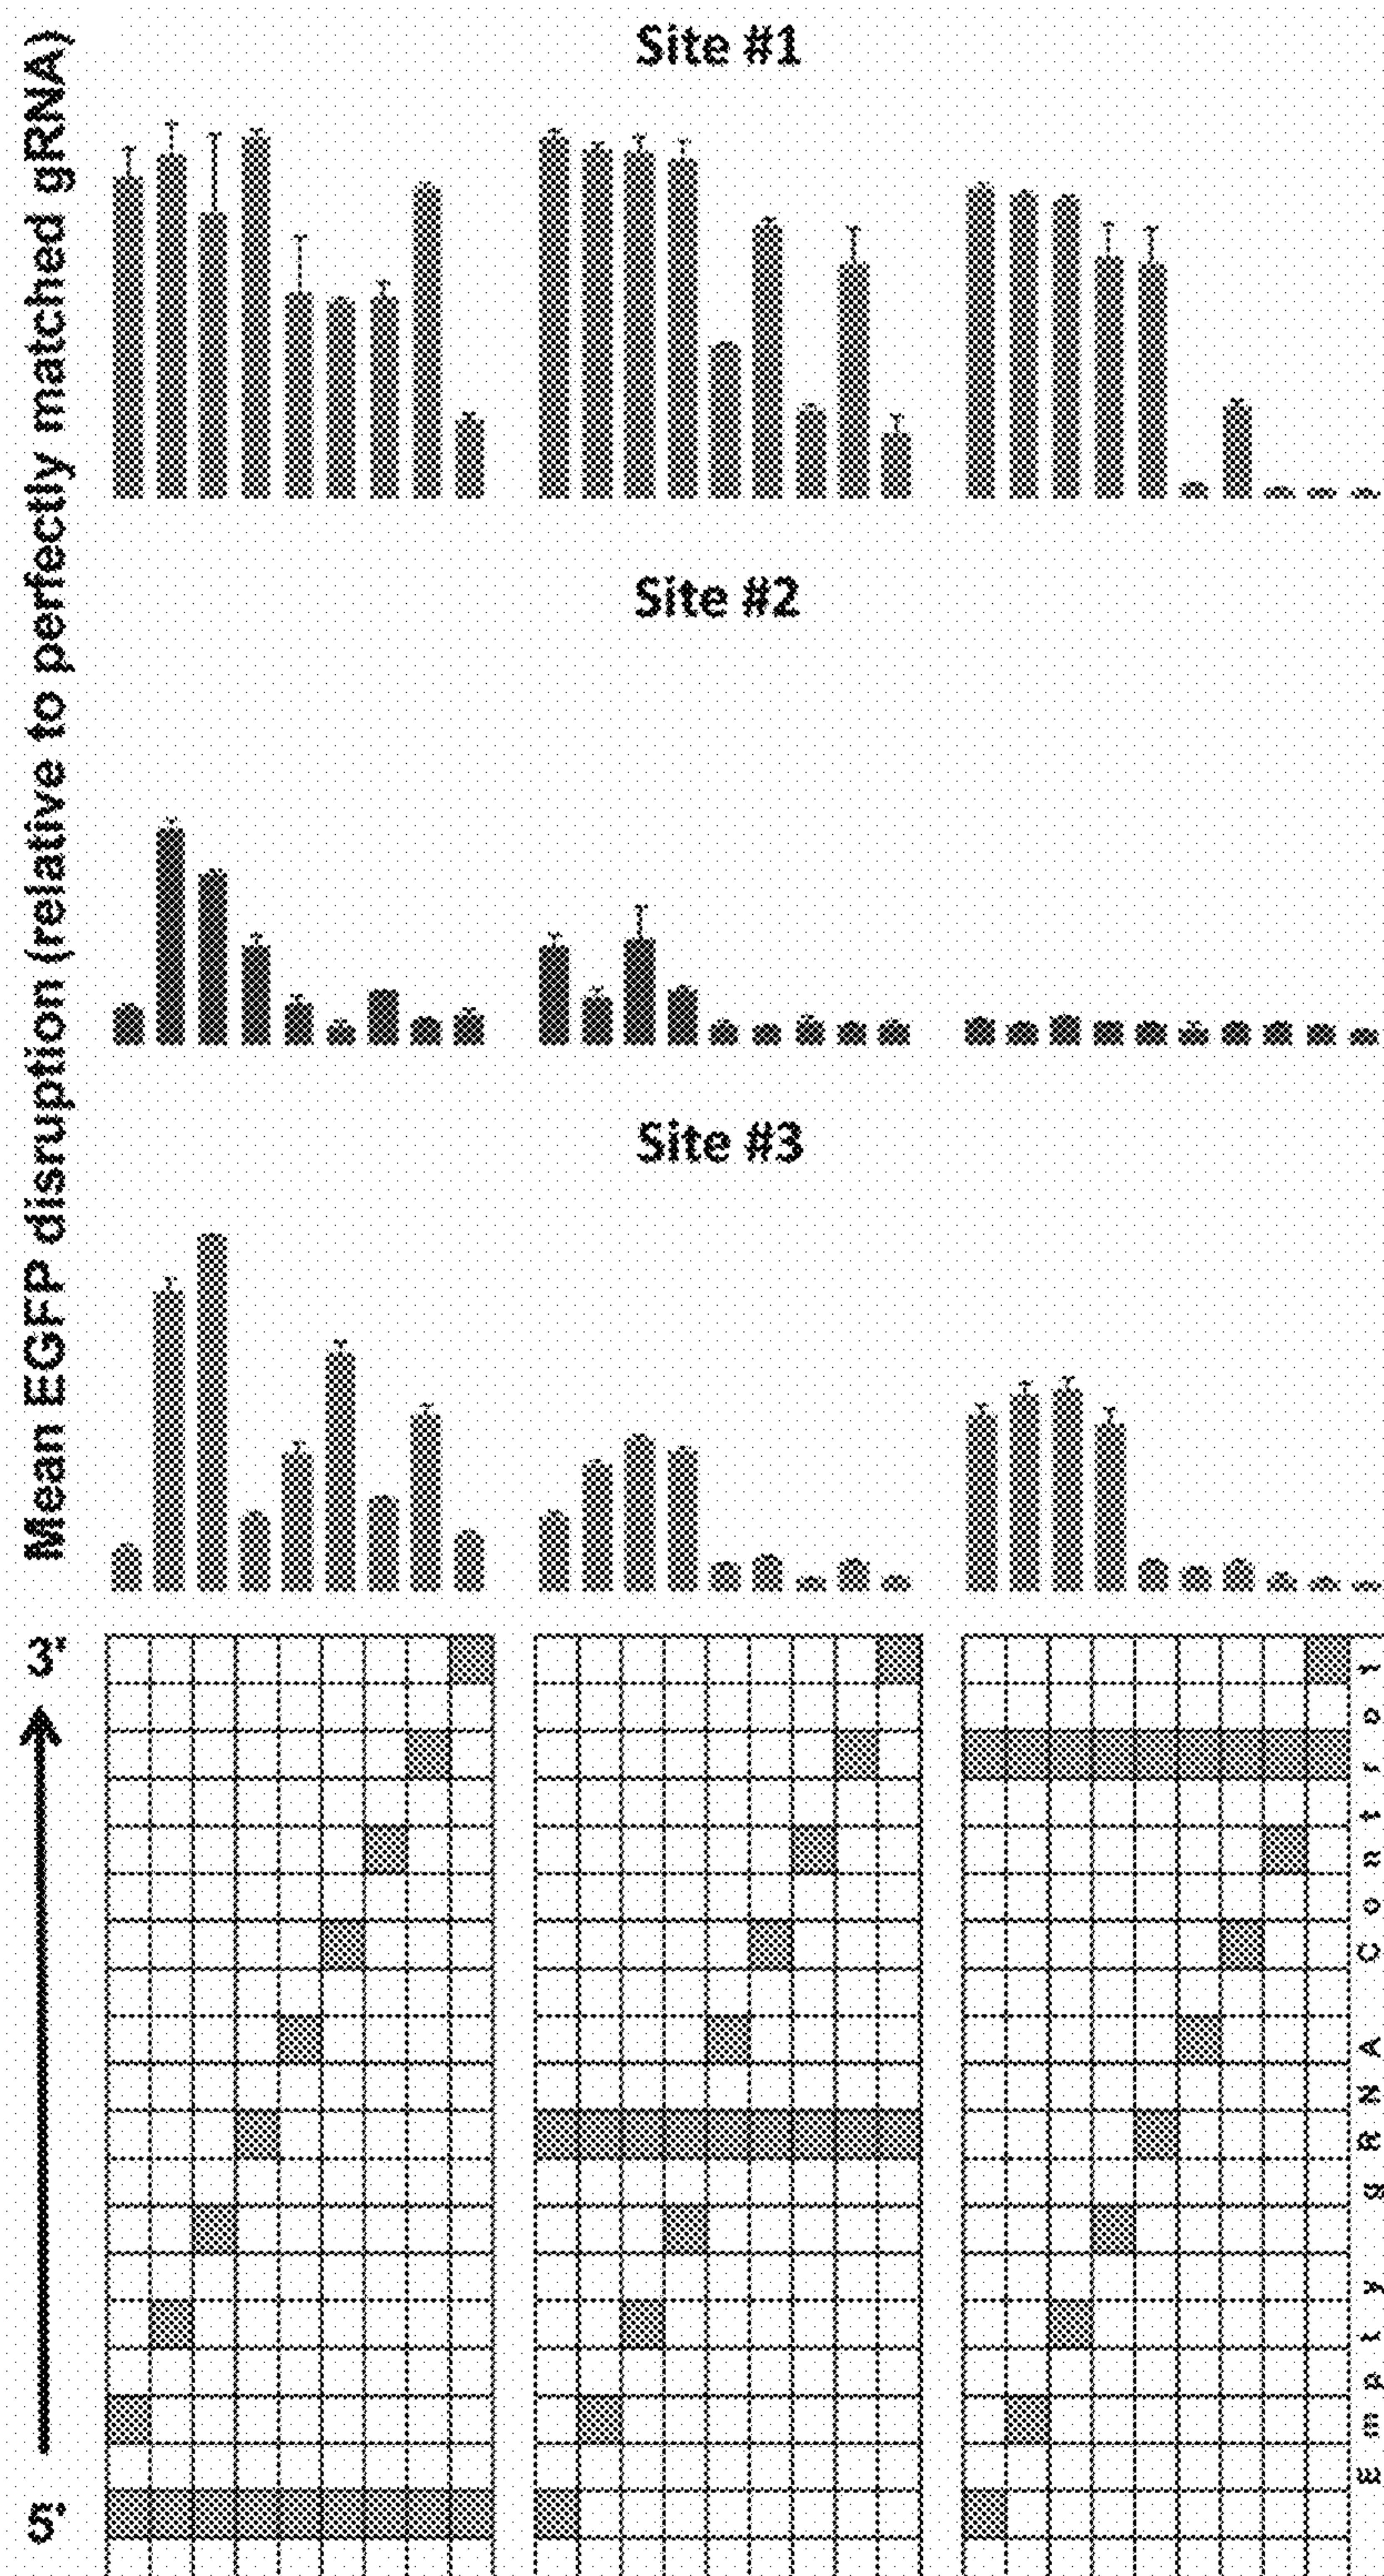 Mean EGFP disruption (relative to perfectly matched gRNA)
Site #1
Site #2
Site #3
3'
5'
Empty gRNA Control